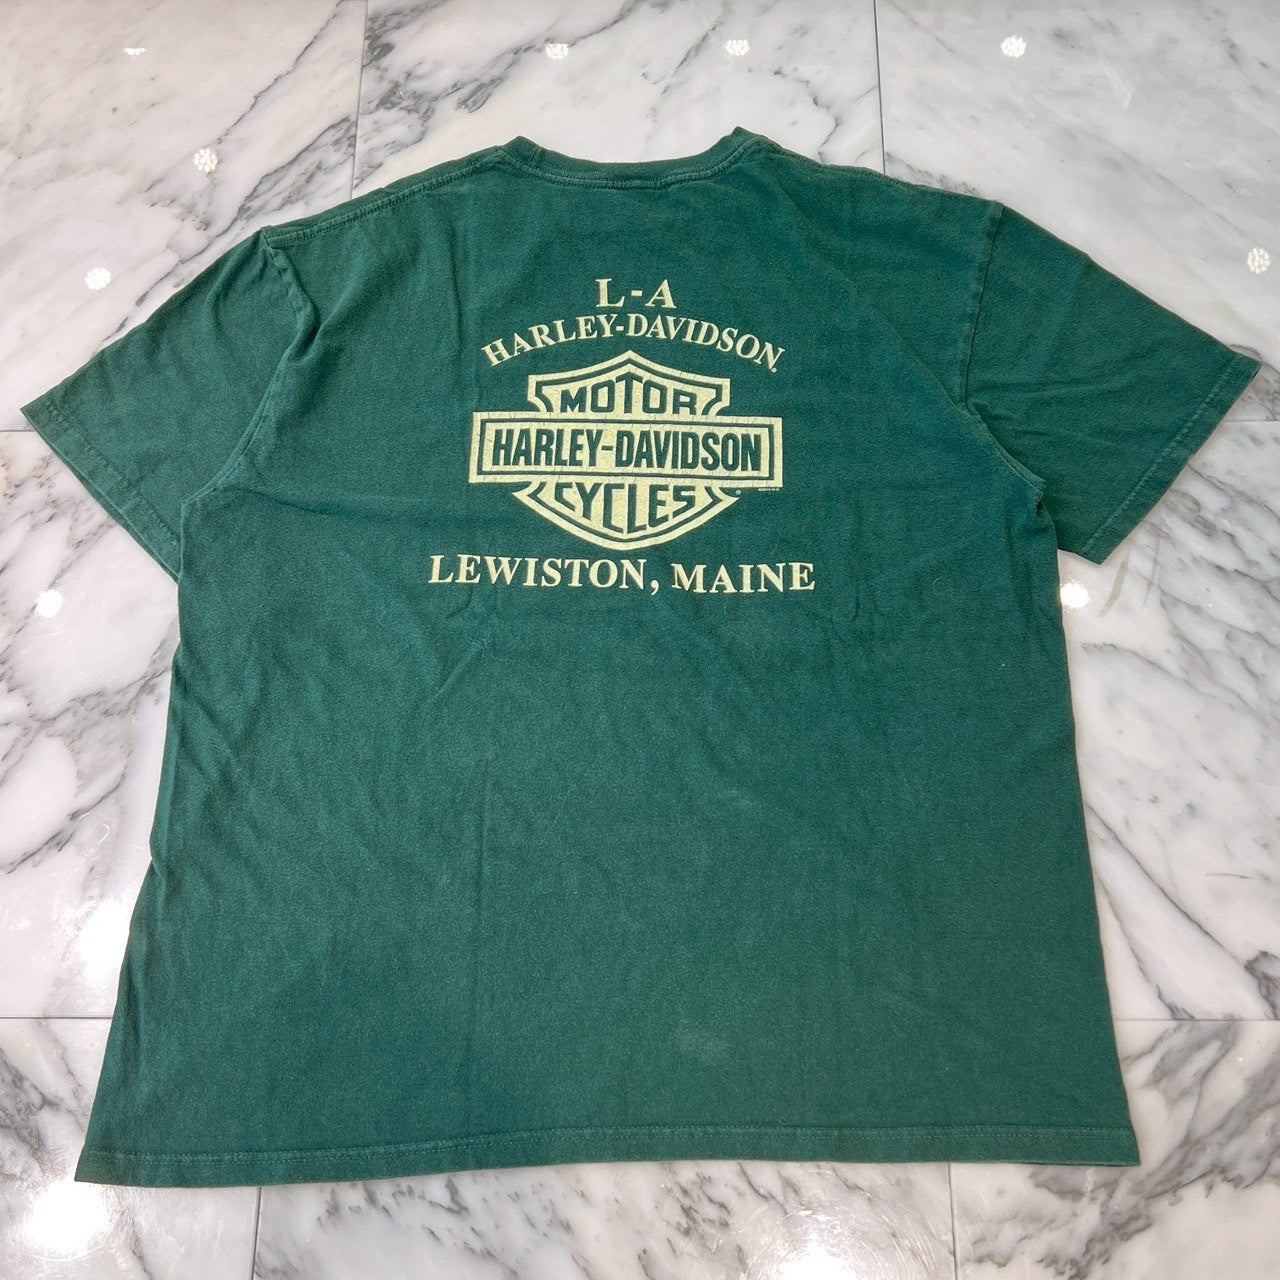 L-A
HARLEY-DAVIDSON®
MOTOR
HARLEY-DAVIDSON
CYCLES®
LEWISTON, MAINE